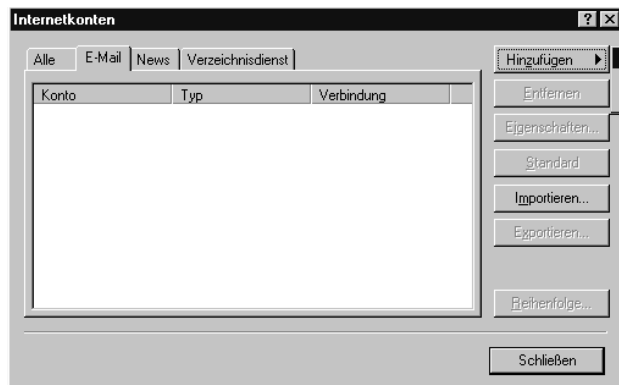 Internetkonten
Alle E-Mail News Verzeichnisdienst
Konto Typ Verbindung
Hinzufügen
Entfernen
Eigenschaften...
Standard
Importieren...
Exportieren...
Reihenfolge...
Schließen